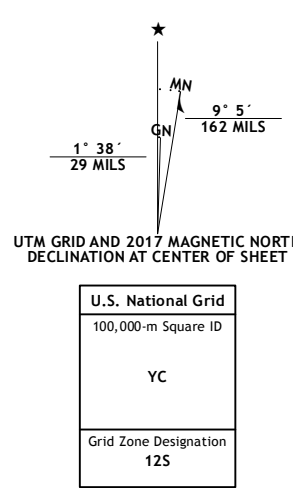 ★
MN
9° 5´
162 MILS
GN
1° 38´
29 MILS
UTM GRID AND 2017 MAGNETIC NORT
DECLINATION AT CENTER OF SHEET
U.S. National Grid
100,000-m Square ID
YC
Grid Zone Designation
12S